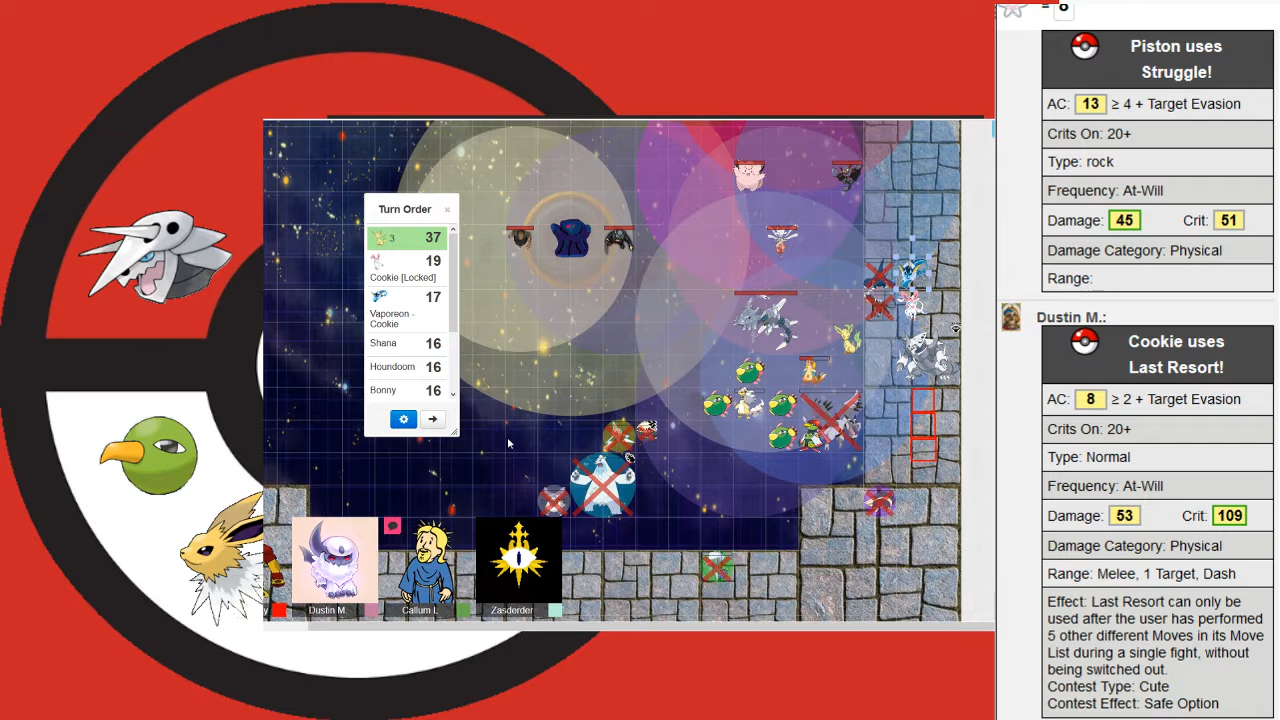 = 8
Piston uses
Struggle!
AC: 13 ≥ 4 + Target Evasion
Crits On: 20+
Type: rock
Frequency: At-Will
Damage: 45 Crit: 51
Damage Category: Physical
Range:
Dustin M.:
Cookie uses
Last Resort!
AC: 8 ≥ 2 + Target Evasion
Crits On: 20+
Type: Normal
Frequency: At-Will
Damage: 53 Crit: 109
Damage Category: Physical
Range: Melee, 1 Target, Dash
Effect: Last Resort can only be
used after the user has performed
5 other different Moves in its Move
List during a single fight, without
being switched out.
Contest Type: Cute
Contest Effect: Safe Option
Turn Order ×
3 37
19
Cookie [Locked]
17
Vaporeon -
Cookie
Shana 16
Houndoom 16
Bonny 16
y
Dustin M.
Callum L
Zasderder